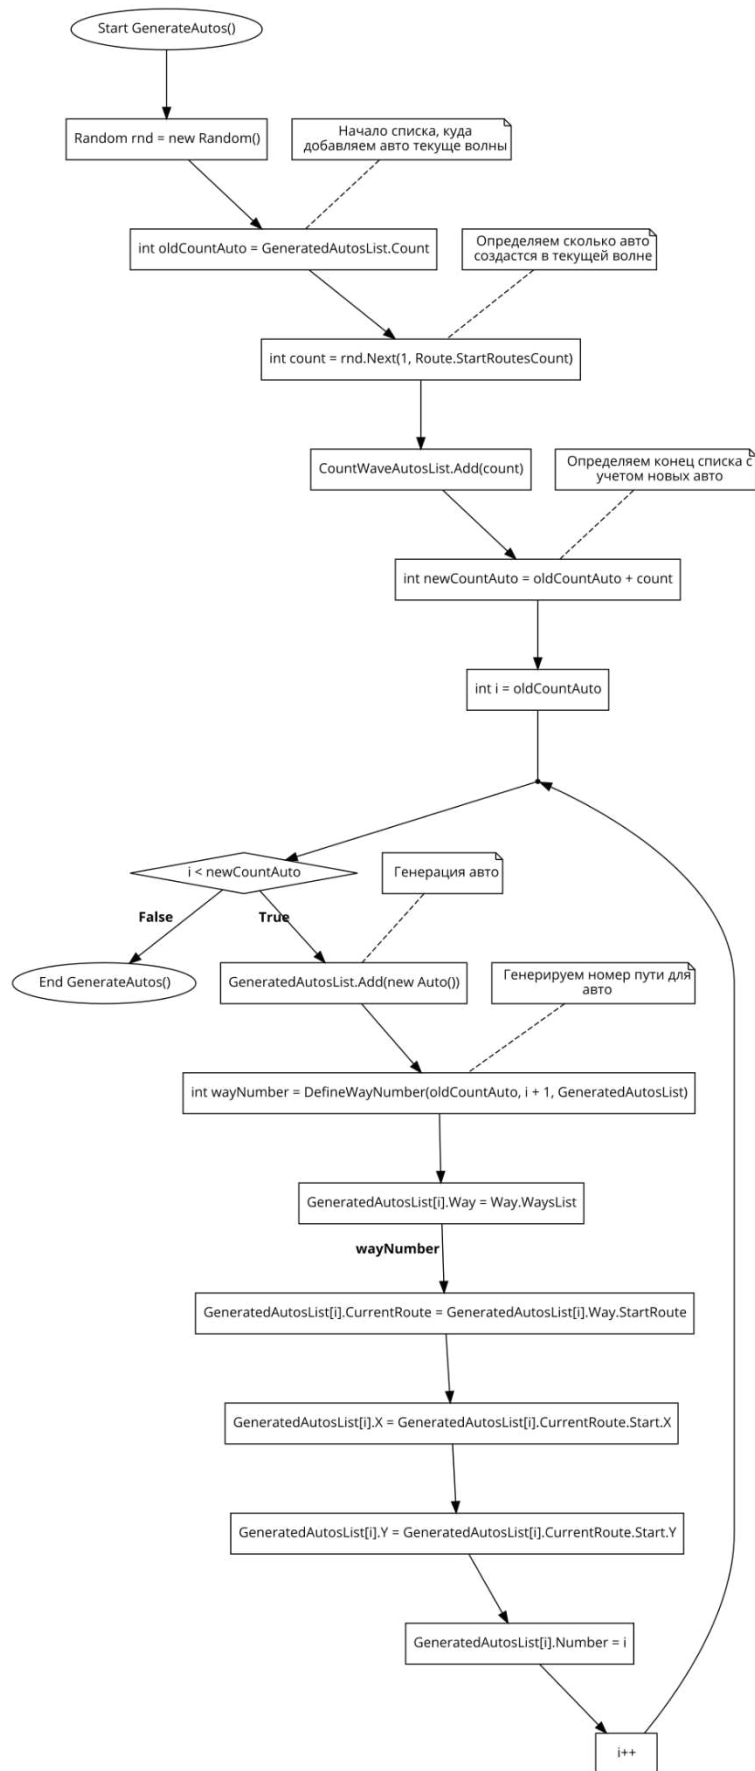 Start GenerateAutos()
Random rnd = new Random()
Начало списка, куда
добавляем авто текуще волны
int oldCountAuto = GeneratedAutosList.Count
Определяем сколько авто
создастся в текущей волне
int count = rnd.Next(1, Route.StartRoutesCount)
CountWaveAutosList.Add(count)
Определяем конец списка с
учетом новых авто
int newCountAuto = oldCountAuto + count
int i = oldCountAuto
i < newCountAuto
Генерация авто
False
True
End GenerateAutos()
GeneratedAutosList.Add(new Auto())
Генерируем номер пути для
авто
int wayNumber = DefineWayNumber(oldCountAuto, i + 1, GeneratedAutosList)
GeneratedAutosList[i].Way = Way.WaysList
wayNumber
GeneratedAutosList[i].CurrentRoute = GeneratedAutosList[i].Way.StartRoute
GeneratedAutosList[i].X = GeneratedAutosList[i].CurrentRoute.Start.X
GeneratedAutosList[i].Y = GeneratedAutosList[i].CurrentRoute.Start.Y
GeneratedAutosList[i].Number = i
i++